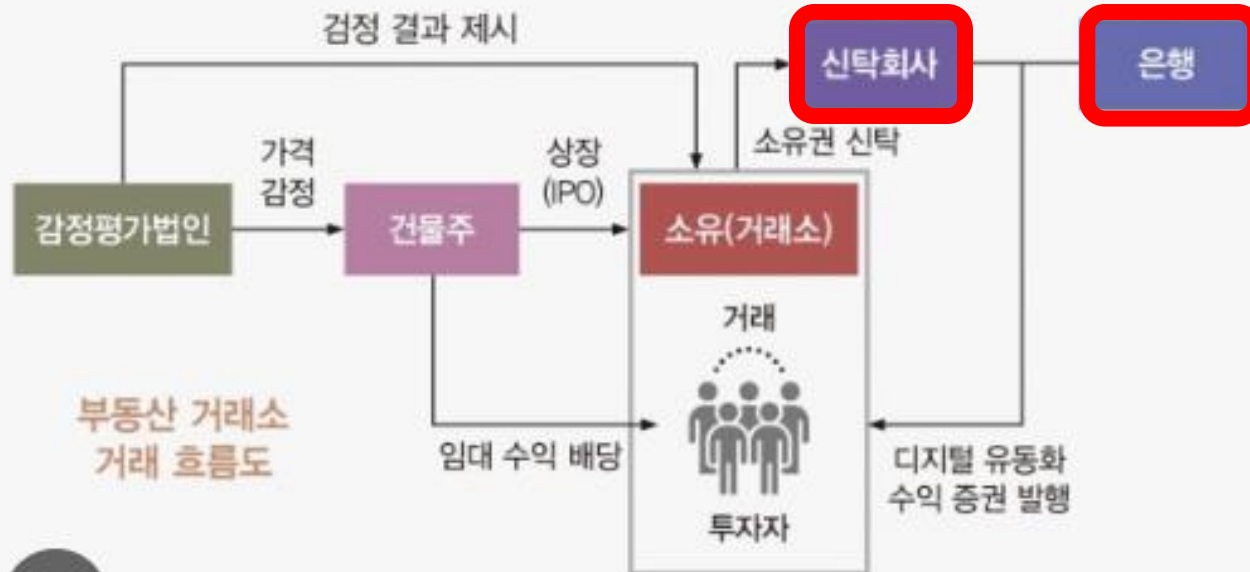 검정 결과 제시
신탁회사
은행
소유권 신탁
가격
감정
상장
(IPO)
감정평가법인
건물주
소유(거래소)
거래
부동산 거래소
거래 흐름도
임대 수익 배당
투자자
디지털 유동화
수익 증권 발행